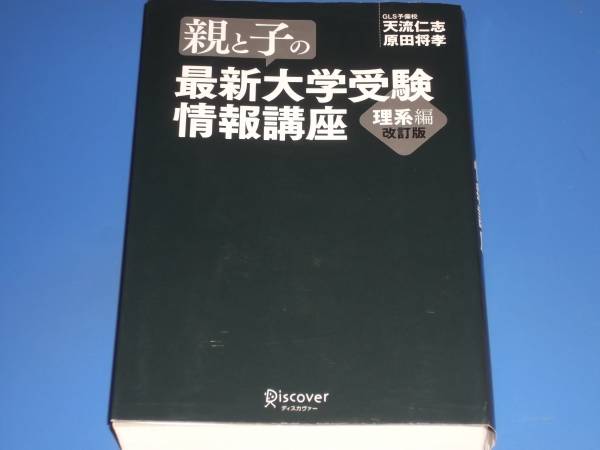 親と子の
GLS予備校
天流仁志
原田将孝
最新大学受験
情報講座
理系編
改訂版
Discover
ディスカヴァー